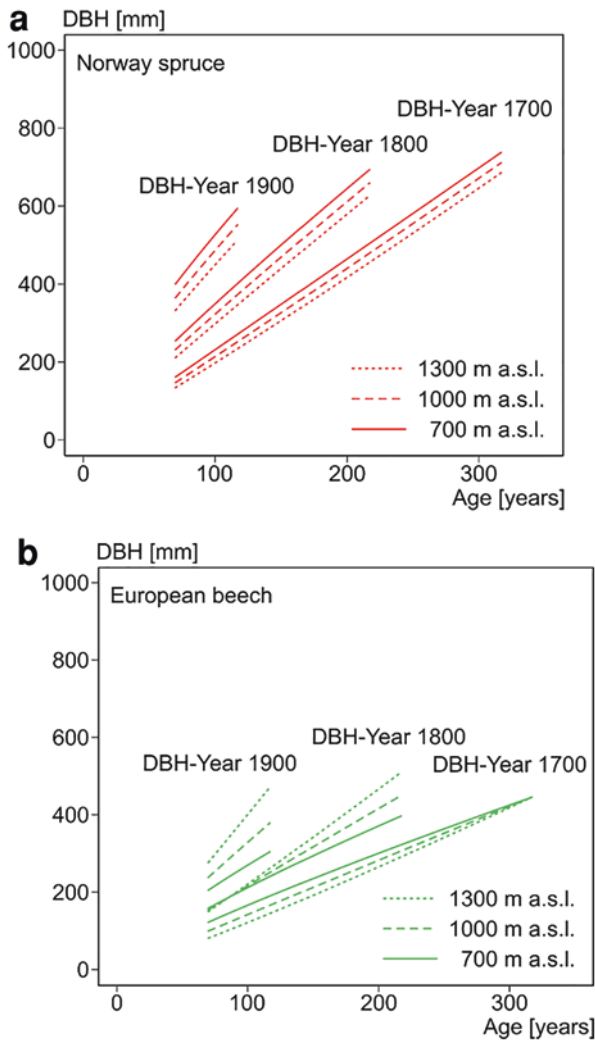 a DBH [mm]
1000
Norway spruce
DBH-Year 1700
800
DBH-Year 1800
DBH-Year 1900
600
400
200
1300 m a.s.l.
1000 m a.s.l.
700 m a.s.l.
0
0 100 200 300
Age [years]
b DBH [mm]
1000
European beech
800
600
DBH-Year 1800
DBH-Year 1900 DBH-Year 1700
400
200
1300 m a.s.l.
1000 m a.s.l.
700 m a.s.l.
0
0 100 200 300
Age [years]